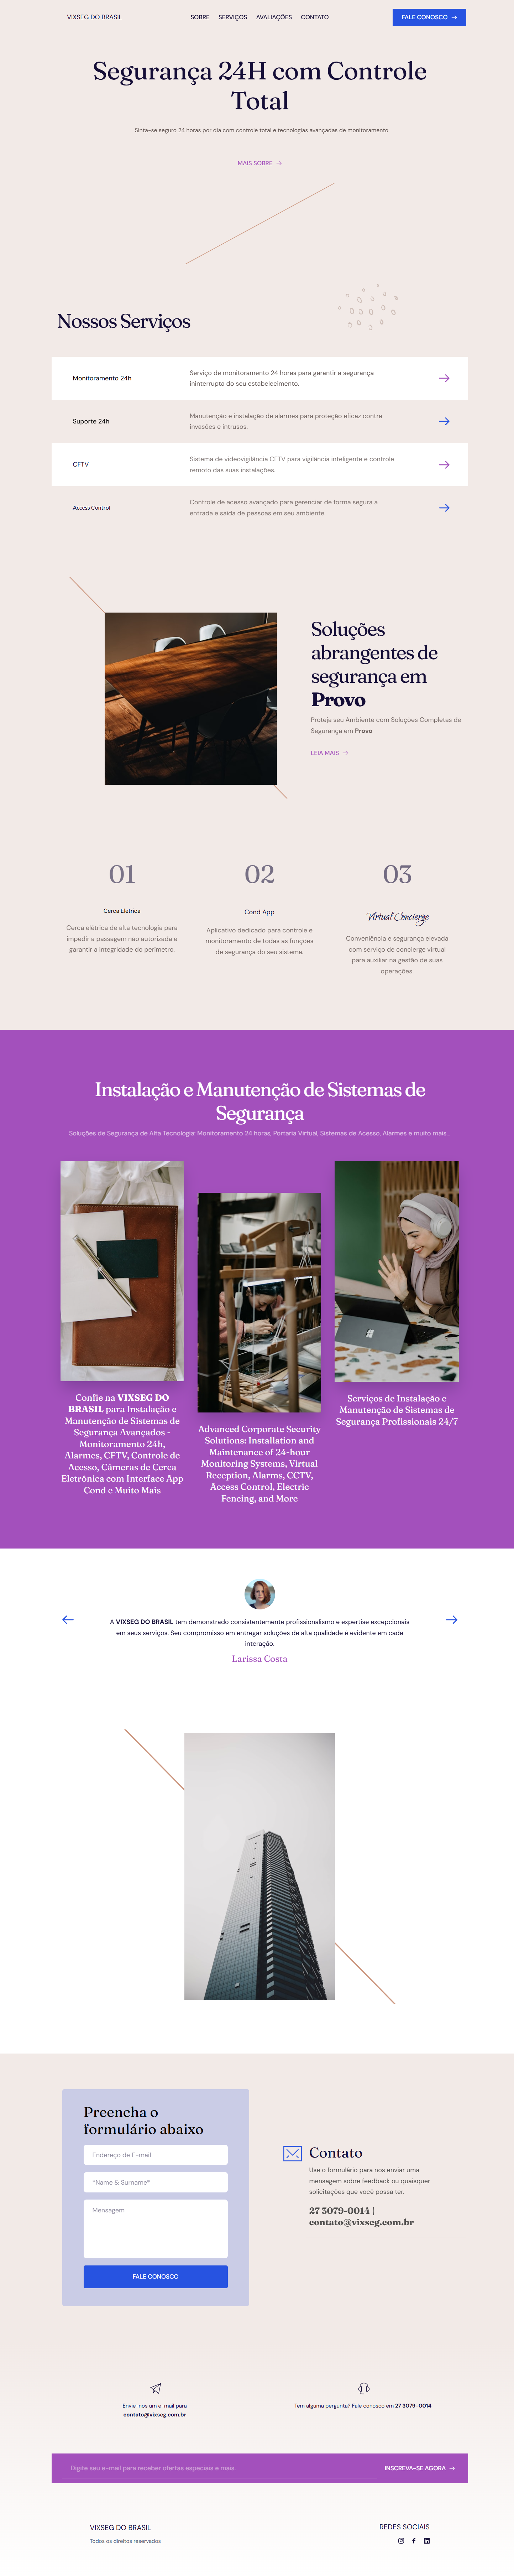 VIXSEG DO BRASIL
SOBRE SERVIÇOS AVALIAÇÕES CONTATO
FALE CONOSCO
Segurança 24H com Controle
Total
Sinta-se seguro 24 horas por dia com controle total e tecnologias avançadas de monitoramento
MAIS SOBRE
Nossos Serviços
Monitoramento 24h
Serviço de monitoramento 24 horas para garantir a segurança
ininterrupta do seu estabelecimento.
Suporte 24h
Manutenção e instalação de alarmes para proteção eficaz contra
invasões e intrusos.
CFTV
Sistema de videovigilância CFTV para vigilância inteligente e controle
remoto das suas instalações.
Access Control
Controle de acesso avançado para gerenciar de forma segura a
entrada e saída de pessoas em seu ambiente.
Soluções
abrangentes de
segurança em
Provo
Proteja seu Ambiente com Soluções Completas de
Segurança em Provo
LEIA MAIS
01
Cerca Eletrica
Cerca elétrica de alta tecnologia para
impedir a passagem não autorizada e
garantir a integridade do perímetro.
02
Cond App
Aplicativo dedicado para controle e
monitoramento de todas as funções
de segurança do seu sistema.
03
Virtual Concierge
Conveniência e segurança elevada
com serviço de concierge virtual
para auxiliar na gestão de suas
operações.
Instalação e Manutenção de Sistemas de
Segurança
Soluções de Segurança de Alta Tecnologia: Monitoramento 24 horas, Portaria Virtual, Sistemas de Acesso, Alarmes e muito mais...
Confie na VIXSEG DO
BRASIL para Instalação e
Manutenção de Sistemas de
Segurança Avançados -
Monitoramento 24h,
Alarmes, CFTV, Controle de
Acesso, Câmeras de Cerca
Eletrônica com Interface App
Cond e Muito Mais
Advanced Corporate Security
Solutions: Installation and
Maintenance of 24-hour
Monitoring Systems, Virtual
Reception, Alarms, CCTV,
Access Control, Electric
Fencing, and More
Serviços de Instalação e
Manutenção de Sistemas de
Segurança Profissionais 24/7
A VIXSEG DO BRASIL tem demonstrado consistentemente profissionalismo e expertise excepcionais
em seus serviços. Seu compromisso em entregar soluções de alta qualidade é evidente em cada
interação.
Larissa Costa
Preencha o
formulário abaixo
Endereço de E-mail
*Name & Surname*
Mensagem
FALE CONOSCO
Contato
Use o formulário para nos enviar uma
mensagem sobre feedback ou quaisquer
solicitações que você possa ter.
27 3079-0014 |
contato@vixseg.com.br
Envie-nos um e-mail para
contato@vixseg.com.br
Tem alguma pergunta? Fale conosco em 27 3079-0014
Digite seu e-mail para receber ofertas especiais e mais.
INSCREVA-SE AGORA
VIXSEG DO BRASIL
Todos os direitos reservados
REDES SOCIAIS